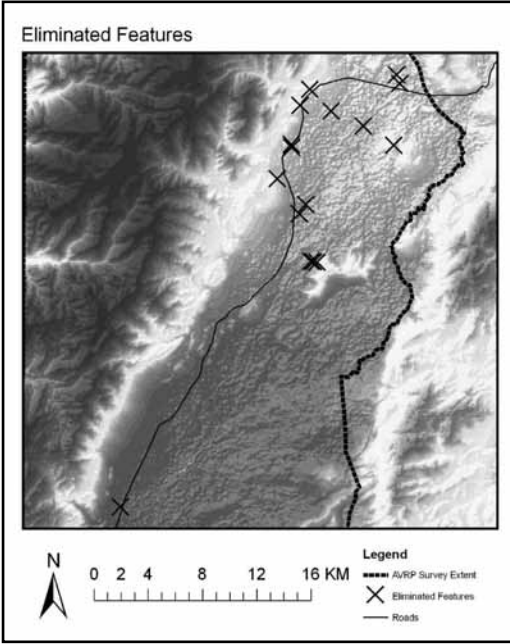 Eliminated Features
N
0 2 4 8 12 16 KM
Legend
AVRP Survey Extent
Eliminated Features
Roads